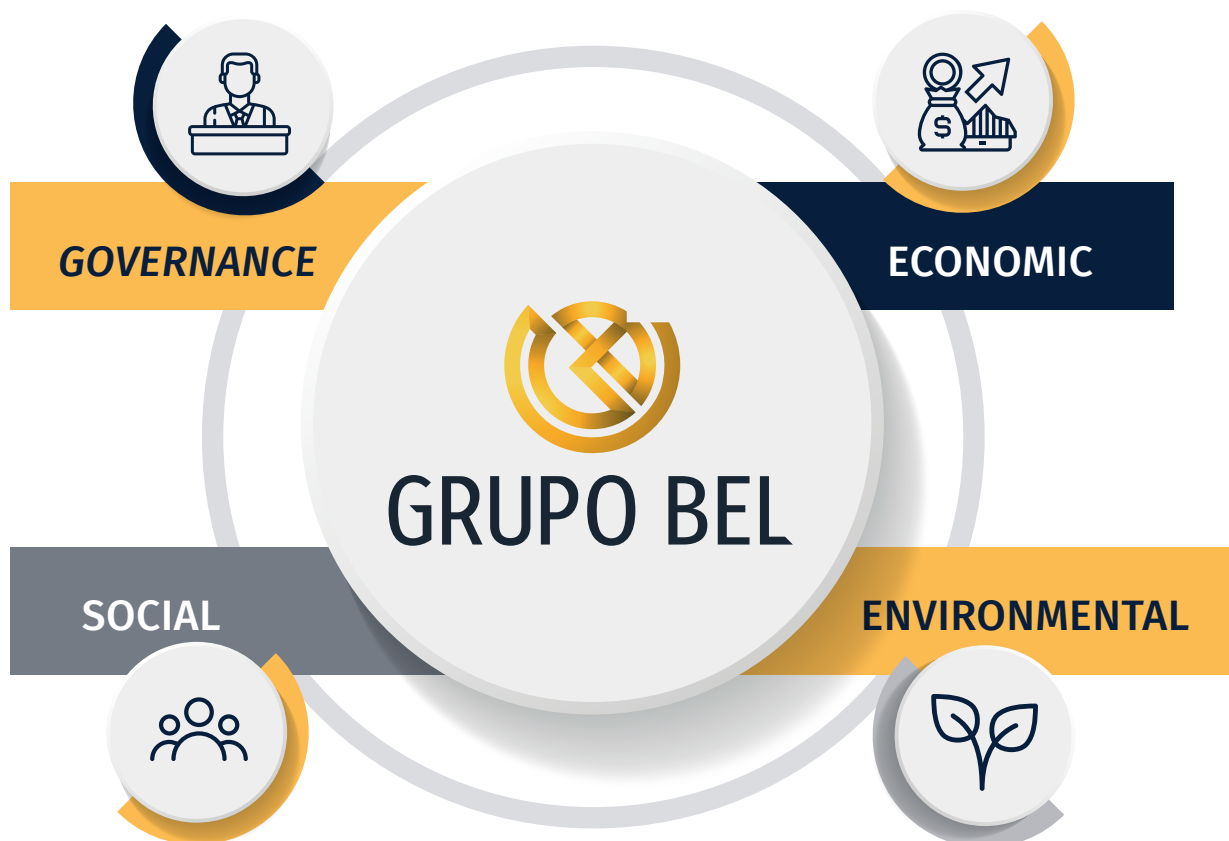 GOVERNANCE
ECONOMIC
$
GRUPO BEL
SOCIAL
ENVIRONMENTAL